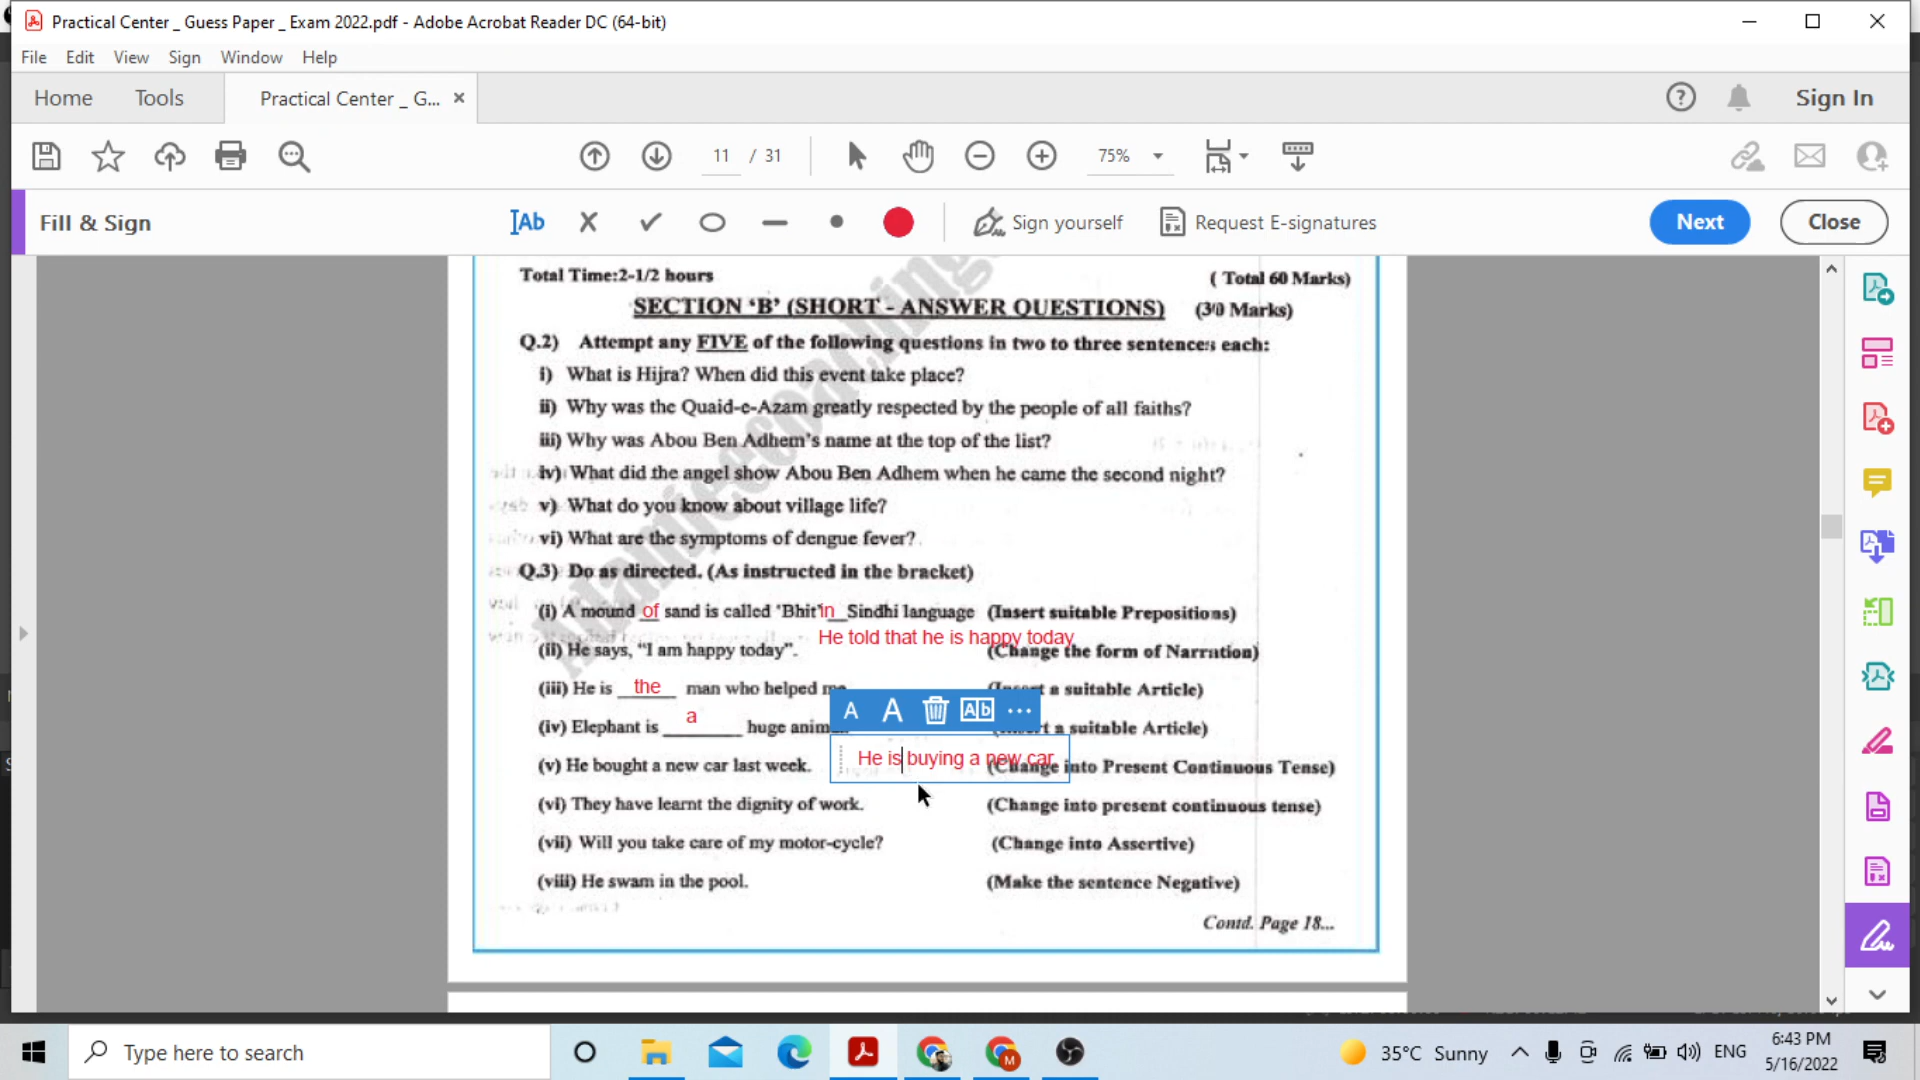 Practical Center _ Guess Paper _ Exam 2022.pdf - Adobe Acrobat Reader DC (64-bit)
File Edit View Sign Window Help
Home Tools Practical Center _ G... × Sign In
11 / 31 75%
Fill & Sign Ab Sign yourself Request E-signatures Next Close
Total Time:2-1/2 hours ( Total 60 Marks)
SECTION ‘B’ (SHORT - ANSWER QUESTIONS) (30 Marks)
Q.2) Attempt any FIVE of the following questions in two to three sentences each:
i) What is Hijra? When did this event take place?
ii) Why was the Quaid-e-Azam greatly respected by the people of all faiths?
iii) Why was Abou Ben Adhem's name at the top of the list?
iv) What did the angel show Abou Ben Adhem when he came the second night?
v) What do you know about village life?
vi) What are the symptoms of dengue fever?
Q.3) Do as directed. (As instructed in the bracket)
(i) A mound of sand is called ‘Bhit’ in Sindhi language (Insert suitable Prepositions)
He told that he is happy today
(ii) He says, “I am happy today”. (Change the form of Narration)
(iii) He is the man who helped me (Insert a suitable Article)
(iv) Elephant is a huge animal (Insert a suitable Article)
A A Ab ...
(v) He bought a new car last week. He is buying a new car (Change into Present Continuous Tense)
(vi) They have learnt the dignity of work. (Change into present continuous tense)
(vii) Will you take care of my motor-cycle? (Change into Assertive)
(viii) He swam in the pool. (Make the sentence Negative)
Contd. Page 18...
Type here to search 35°C Sunny ENG 6:43 PM
5/16/2022